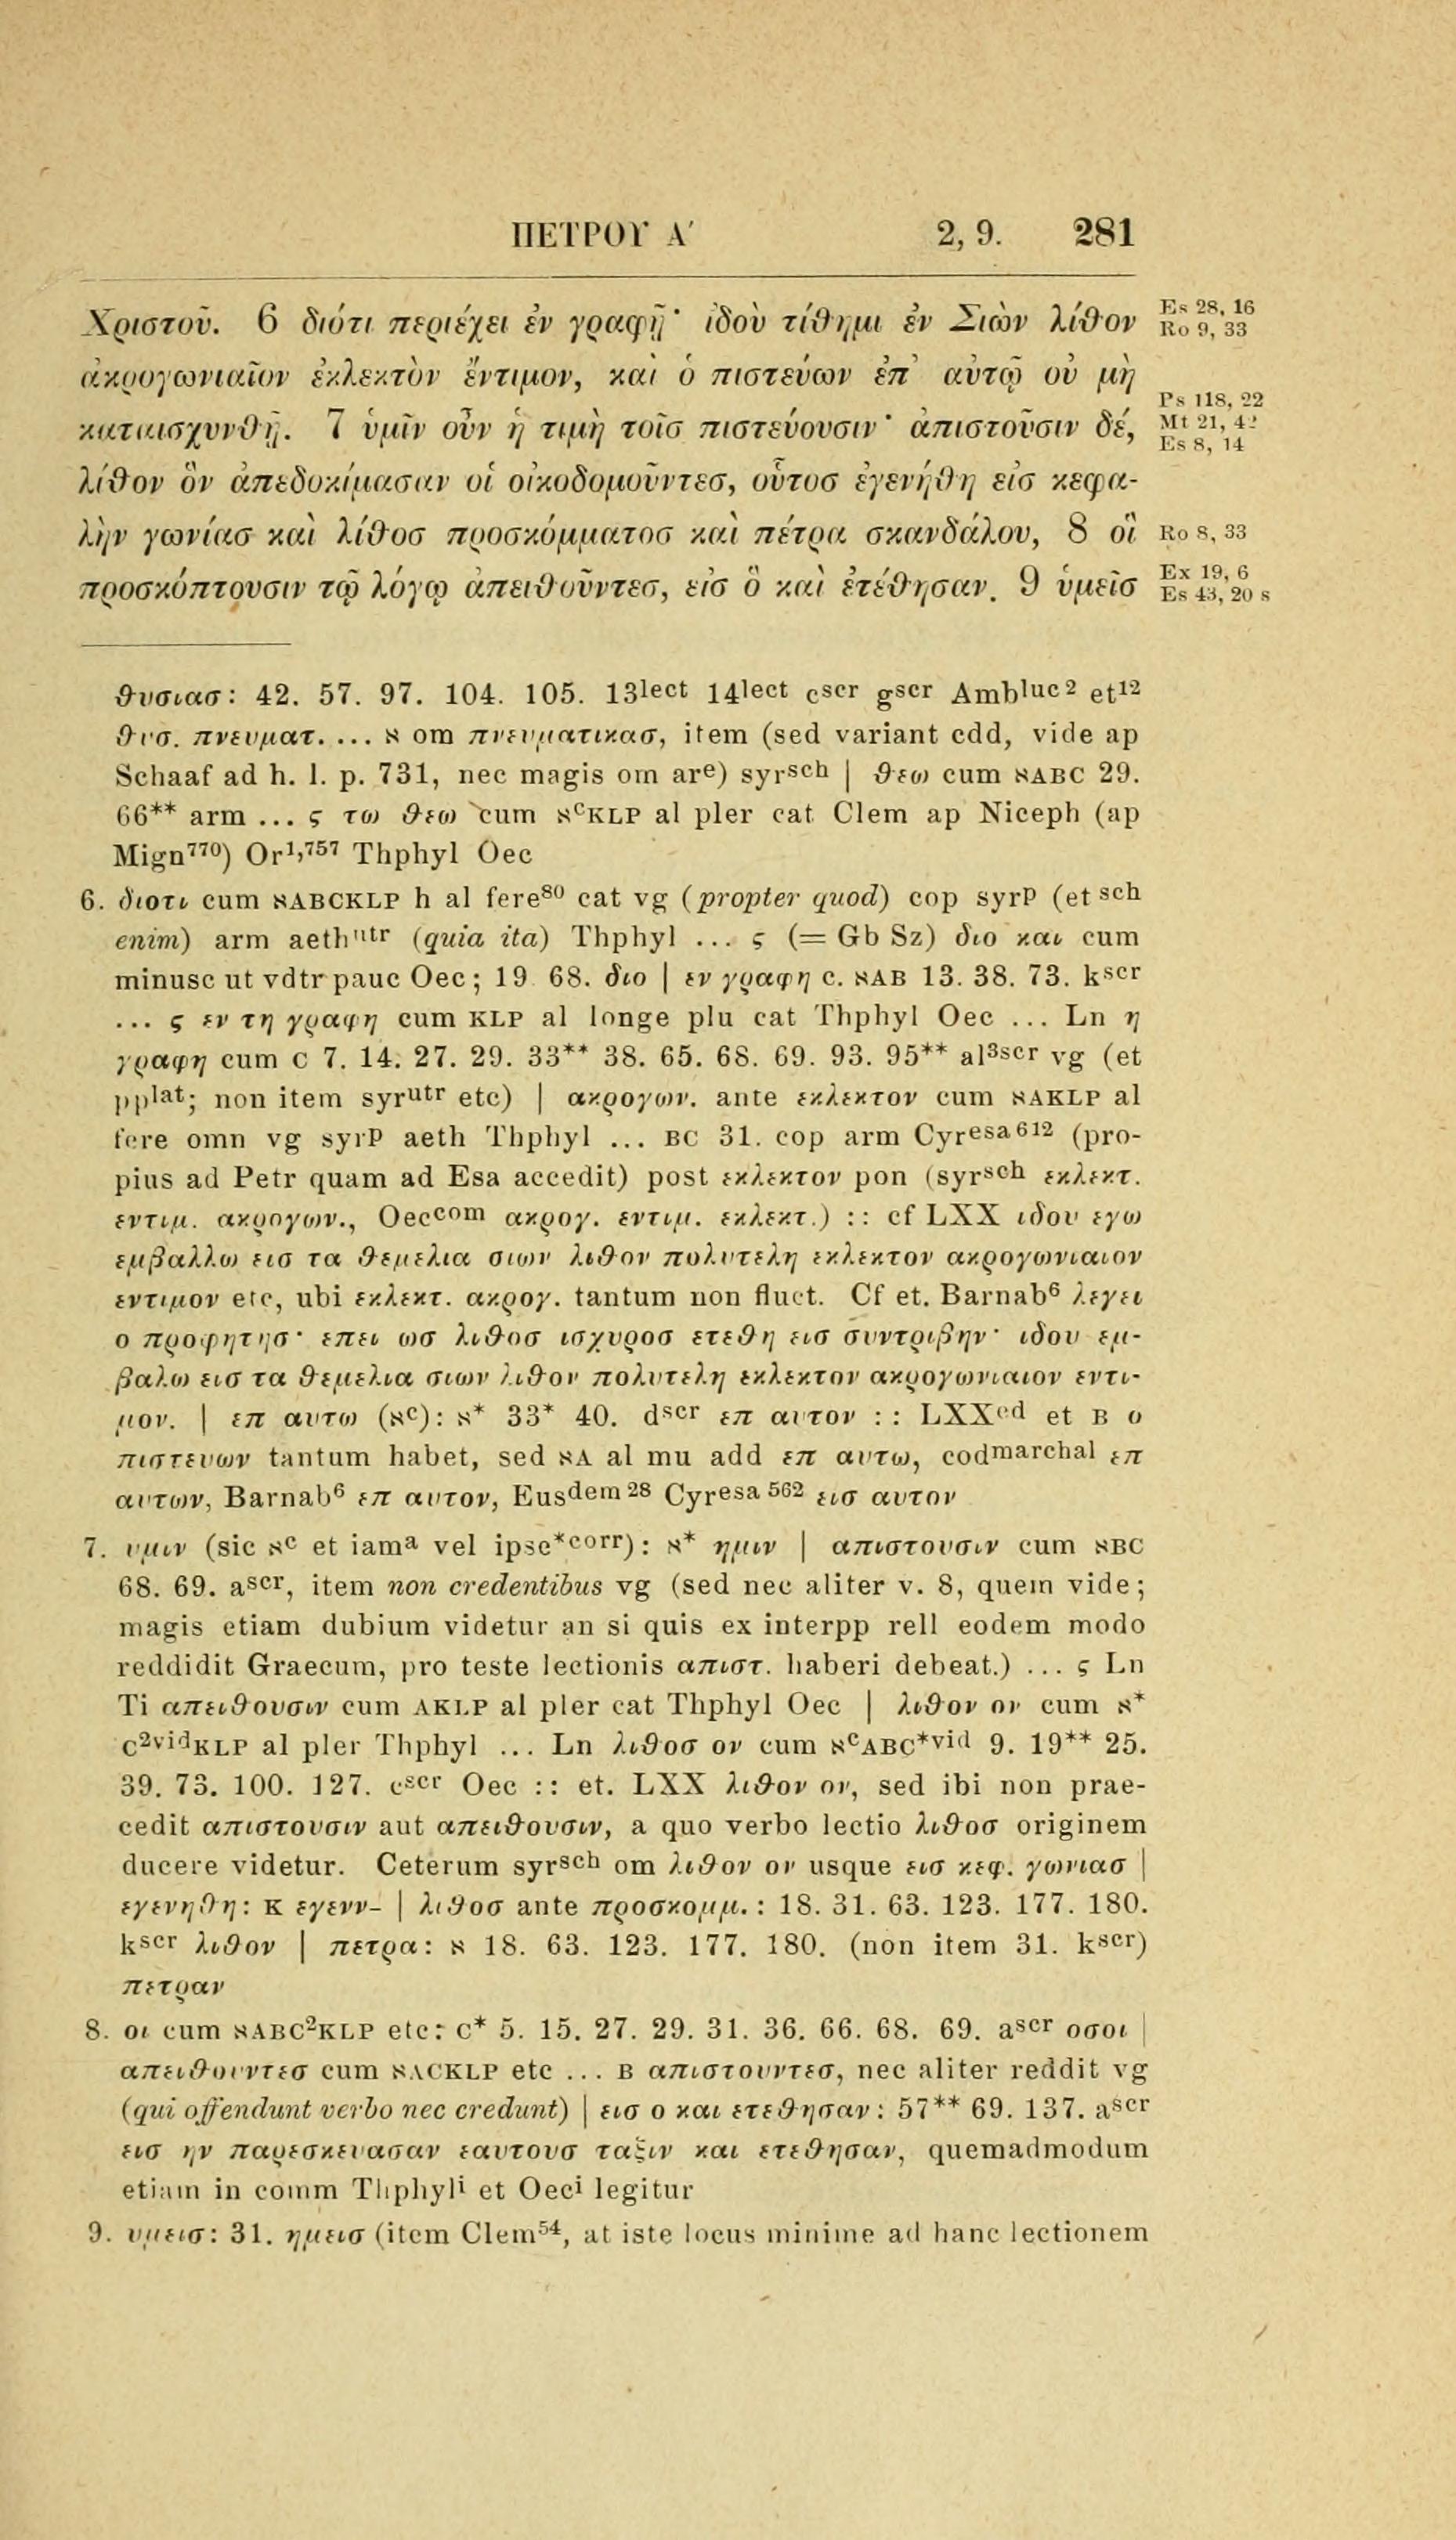 ΠΕΤΡΟΥ Α΄ 2, 9. 281
Χριστοῦ. 6 διότι περιέχει ἐν γραφῇ· ἰδοὺ τίθημι ἐν Σιὼν λίθον
ἀκρογωνιαῖον ἐκλεκτὸν ἔντιμον, καὶ ὁ πιστεύων ἐπ᾽ αὐτῷ οὐ μὴ
καταισχυνθῇ. 7 ὑμῖν οὖν ἡ τιμὴ τοῖσ πιστεύουσιν· ἀπιστοῦσιν δέ,
λίθον ὃν ἀπεδοκίμασαν οἱ οἰκοδομοῦντεσ, οὗτοσ ἐγενήθη εἰσ κεφα-
λὴν γωνίασ καὶ λίθοσ προσκόμματοσ καὶ πέτρα σκανδάλου, 8 οἳ
προσκόπτουσιν τῷ λόγῳ ἀπειθοῦντεσ, εἰσ ὃ καὶ ἐτέθησαν. 9 ὑμεῖσ
Es 28, 16
Ro 9, 33
Ps 118, 22
Mt 21, 42
Es 8, 14
Ro 8, 33
Ex 19, 6
Es 43, 20 s
θυσιασ: 42. 57. 97. 104. 105. 13lect 14lect cscr gscr Ambluc2 et12
θυσ. πνευματ. ... ℵ om πνευματικασ, item (sed variant cdd, vide ap
Schaaf ad h. l. p. 731, nec magis om are) syrsch | θεω cum ℵABC 29.
66** arm ... ς τω θεω cum ℵcKLP al pler cat Clem ap Niceph (ap
Mign770) Or1,757 Thphyl Oec
6. διοτι cum ℵABCKLP h al fere80 cat vg (propter quod) cop syrp (et sch
enim) arm aethutr (quia ita) Thphyl ... ς (= Gb Sz) διο και cum
minusc ut vdtr pauc Oec; 19 68. διο | εν γραφη c. ℵAB 13. 38. 73. kscr
... ς εν τη γραφη cum KLP al longe plu cat Thphyl Oec ... Ln η
γραφη cum C 7. 14. 27. 29. 33** 38. 65. 68. 69. 93. 95** al3scr vg (et
pplat; non item syrutr etc) | ακρογων. ante εκλεκτον cum ℵAKLP al
fere omn vg syrp aeth Thphyl ... BC 31. cop arm Cyresa612 (pro-
pius ad Petr quam ad Esa accedit) post εκλεκτον pon (syrsch εκλεκτ.
εντιμ. ακρογων., Oeccom ακρογ. εντιμ. εκλεκτ.) :: cf LXX ιδου εγω
εμβαλλω εισ τα θεμελια σιων λιθον πολυτελη εκλεκτον ακρογωνιαιον
εντιμον etc, ubi εκλεκτ. ακρογ. tantum non fluct. Cf et. Barnab6 λεγει
ο προφητησ· επει ωσ λιθοσ ισχυροσ ετεθη εισ συντριβην· ιδου εμ-
βαλω εισ τα θεμελια σιων λιθον πολυτελη εκλεκτον ακρογωνιαιον εντι-
μον. | επ αυτω (ℵc): ℵ* 33* 40. dscr επ αυτον :: LXXed et B ο
πιστευων tantum habet, sed ℵA al mu add επ αυτω, codmarchal επ
αυτων, Barnab6 επ αυτον, Eusdem28 Cyresa 562 εισ αυτον
7. υμιν (sic ℵc et iama vel ipse*corr): ℵ* ημιν | απιστουσιν cum ℵBC
68. 69. ascr, item non credentibus vg (sed nec aliter v. 8, quem vide;
magis etiam dubium videtur an si quis ex interpp rell eodem modo
reddidit Graecum, pro teste lectionis απιστ. haberi debeat.) ... ς Ln
Ti απειθουσιν cum AKLP al pler cat Thphyl Oec | λιθον ον cum ℵ*
C2vidKLP al pler Thphyl ... Ln λιθοσ ον cum ℵcABC*vid 9. 19** 25.
39. 73. 100. 127. cscr Oec :: et. LXX λιθον ον, sed ibi non prae-
cedit απιστουσιν aut απειθουσιν, a quo verbo lectio λιθοσ originem
ducere videtur. Ceterum syrsch om λιθον ον usque εισ κεφ. γωνιασ |
εγενηθη: K εγενν- | λιθοσ ante προσκομμ.: 18. 31. 63. 123. 177. 180.
kscr λιθον | πετρα: ℵ 18. 63. 123. 177. 180. (non item 31. kscr)
πετραν
8. οι cum ℵABC2KLP etc: C* 5. 15. 27. 29. 31. 36. 66. 68. 69. ascr οσοι |
απειθουντεσ cum ℵACKLP etc ... B απιστουντεσ, nec aliter reddit vg
(qui offendunt verbo nec credunt) | εισ ο και ετεθησαν: 57** 69. 137. ascr
εισ ην παρεσκευασαν εαυτουσ ταξιν και ετεθησαν, quemadmodum
etiam in comm Thphyli et Oeci legitur
9. υμεισ: 31. ημεισ (item Clem54, at iste locus minime ad hanc lectionem